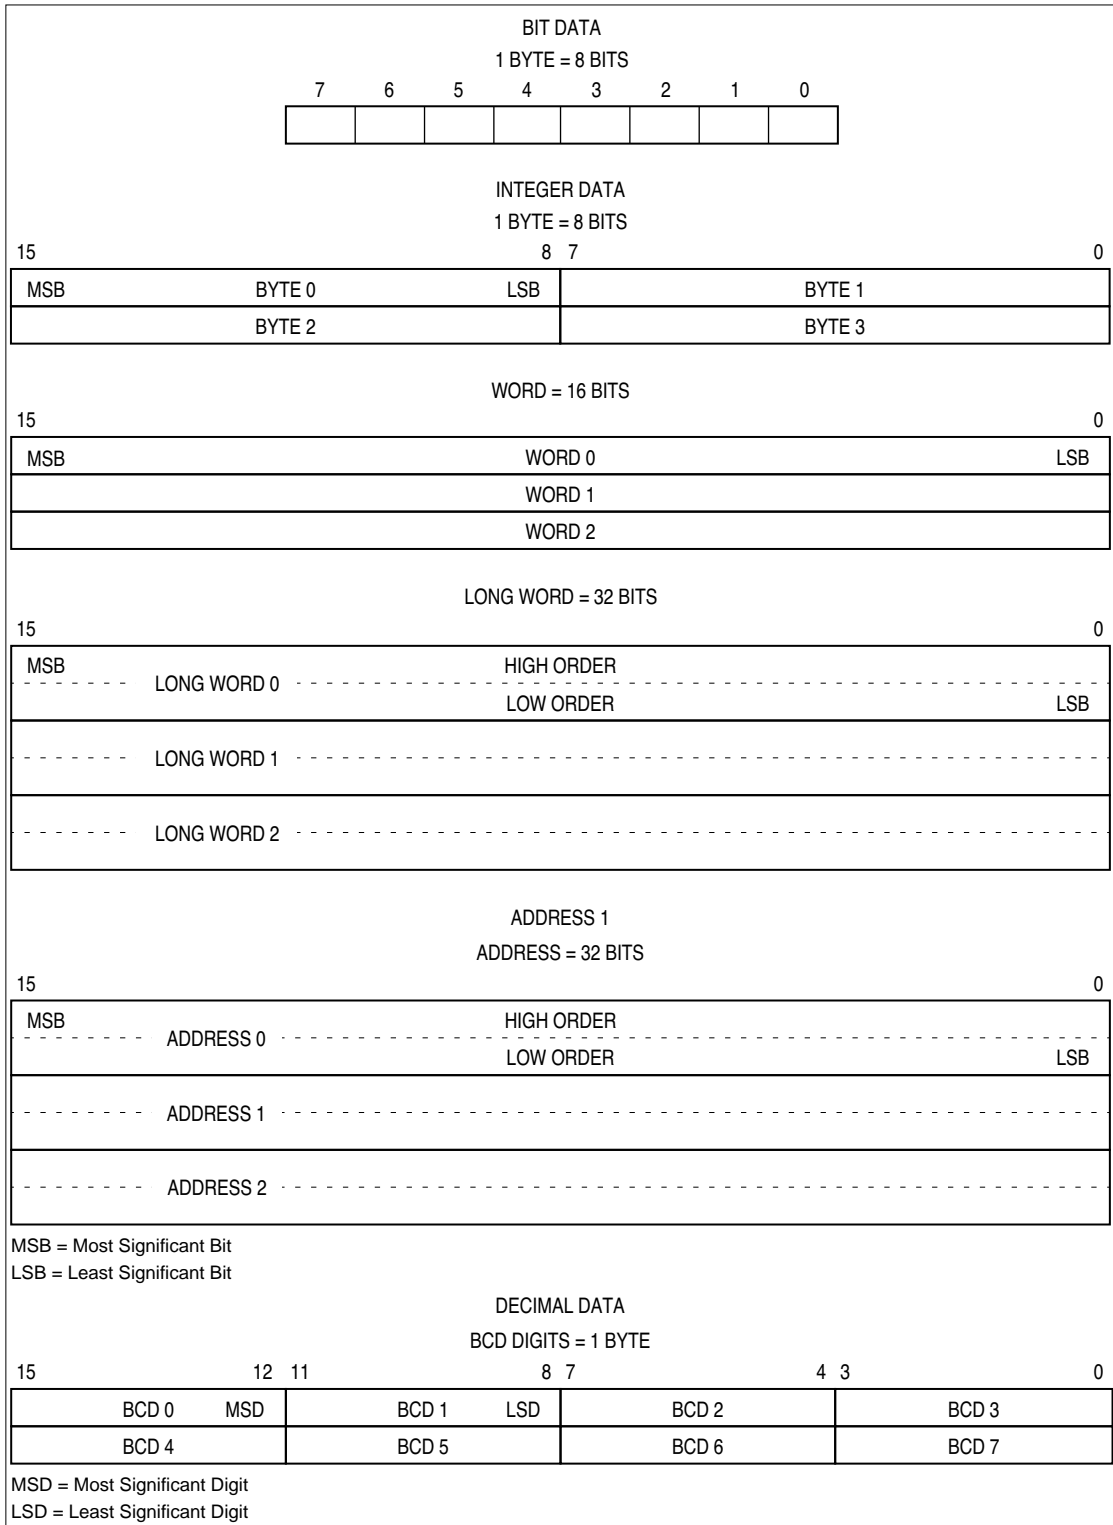 BIT DATA
1 BYTE = 8 BITS
7 6 5 4 3 2 1 0
INTEGER DATA
1 BYTE = 8 BITS
15 8 7 0
MSB BYTE 0 LSB BYTE 1
BYTE 2 BYTE 3
WORD = 16 BITS
15 0
MSB WORD 0 LSB
WORD 1
WORD 2
LONG WORD = 32 BITS
15 0
MSB HIGH ORDER
LONG WORD 0
LOW ORDER LSB
LONG WORD 1
LONG WORD 2
ADDRESS 1
ADDRESS = 32 BITS
15 0
MSB HIGH ORDER
ADDRESS 0
LOW ORDER LSB
ADDRESS 1
ADDRESS 2
MSB = Most Significant Bit
LSB = Least Significant Bit
DECIMAL DATA
BCD DIGITS = 1 BYTE
15 12 11 8 7 4 3 0
BCD 0 MSD BCD 1 LSD BCD 2 BCD 3
BCD 4 BCD 5 BCD 6 BCD 7
MSD = Most Significant Digit
LSD = Least Significant Digit